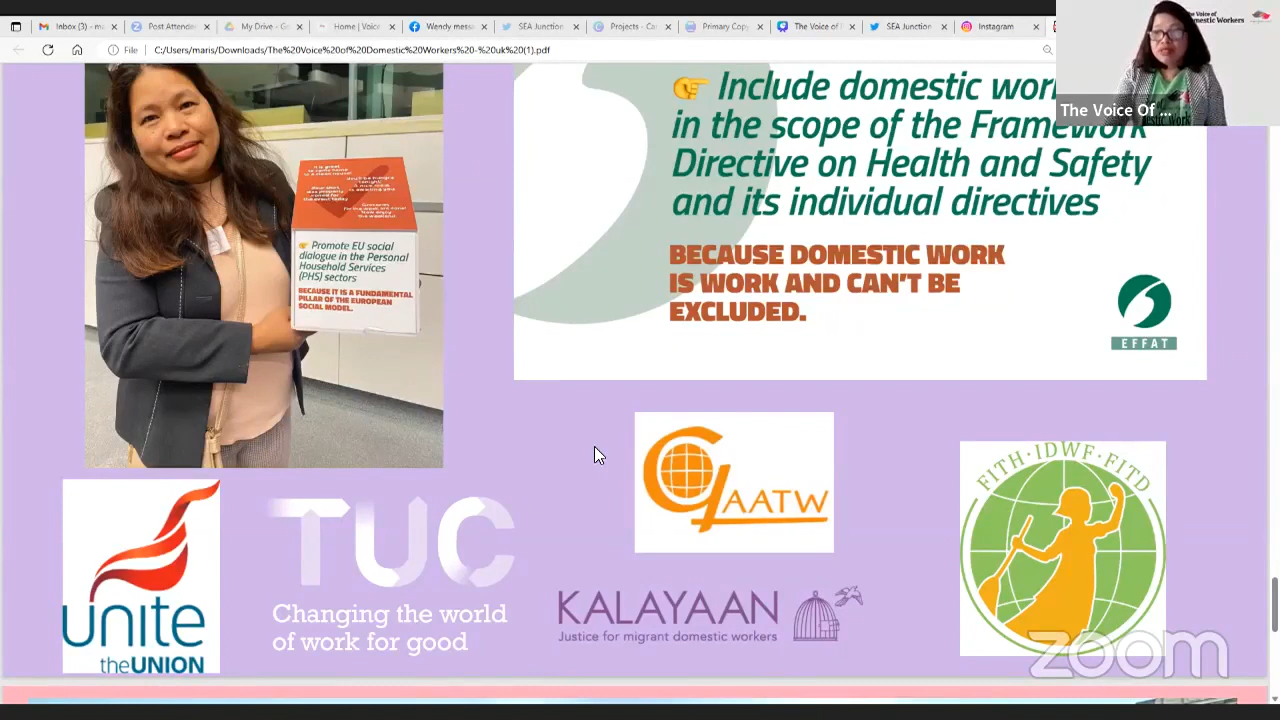 Inbox (3) - m
Post Attende
My Drive - Go
Home | Voice
Wendy messa
SEA Junction
Projects - Ca
Primary Copy
The Voice of D
SEA Junction
Instagram
File
C:/Users/maris/Downloads/The%20Voice%20of%20Domestic%20Workers%20-%20uk%20(1).pdf
The Voice Of ...
Include domestic wor
in the scope of the Framework
Directive on Health and Safety
and its individual directives
BECAUSE DOMESTIC WORK
IS WORK AND CAN'T BE
EXCLUDED.
EFFAT
Promote EU social
dialogue in the Personal
Household Services
(PHS) sectors
BECAUSE IT IS A FUNDAMENTAL
PILLAR OF THE EUROPEAN
SOCIAL MODEL.
unite
theUNION
TUC
Changing the world
of work for good
GAATW
KALAYAAN
Justice for migrant domestic workers
FITH·IDWF·FITD
zoom